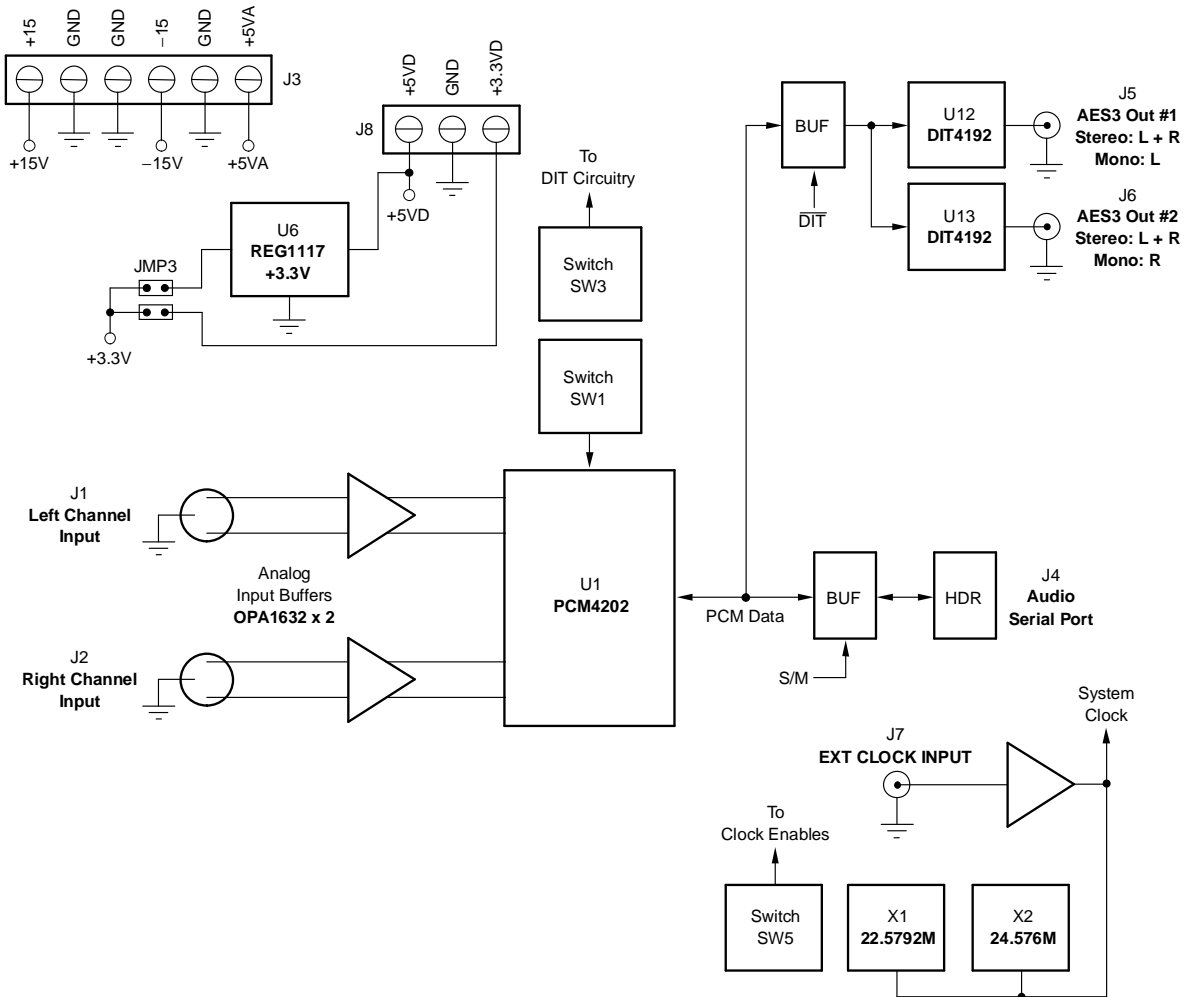 +15
GND
GND
–15
GND
+5VA
J3
+15V
–15V
+5VA
+5VD
GND
+3.3VD
J8
+5VD
U6
REG1117
+3.3V
JMP3
+3.3V
To
DIT Circuitry
Switch
SW3
Switch
SW1
BUF
DIT
U12
DIT4192
J5
AES3 Out #1
Stereo: L + R
Mono: L
U13
DIT4192
J6
AES3 Out #2
Stereo: L + R
Mono: R
J1
Left Channel
Input
Analog
Input Buffers
OPA1632 x 2
J2
Right Channel
Input
U1
PCM4202
PCM Data
BUF
S/M
HDR
J4
Audio
Serial Port
System
Clock
J7
EXT CLOCK INPUT
To
Clock Enables
Switch
SW5
X1
22.5792M
X2
24.576M